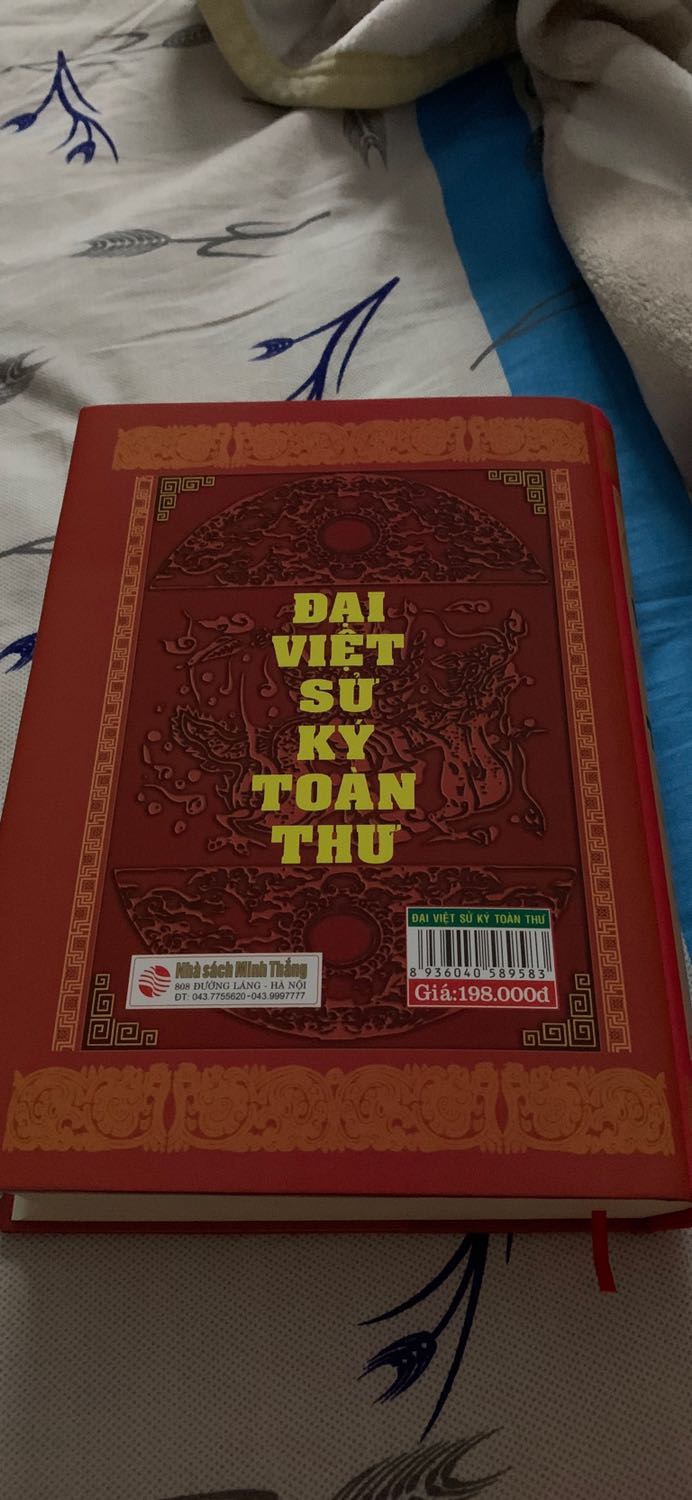 ĐẠI
VIỆT
SỬ
KÝ
TOÀN
THƯ
Nhà sách Minh Thắng
808 ĐƯỜNG LÁNG - HÀ NỘI
ĐT: 043.7755620-043.9997777
ĐẠI VIỆT SỬ KÝ TOÀN THƯ
8 936040 589583
Giá:198.000đ